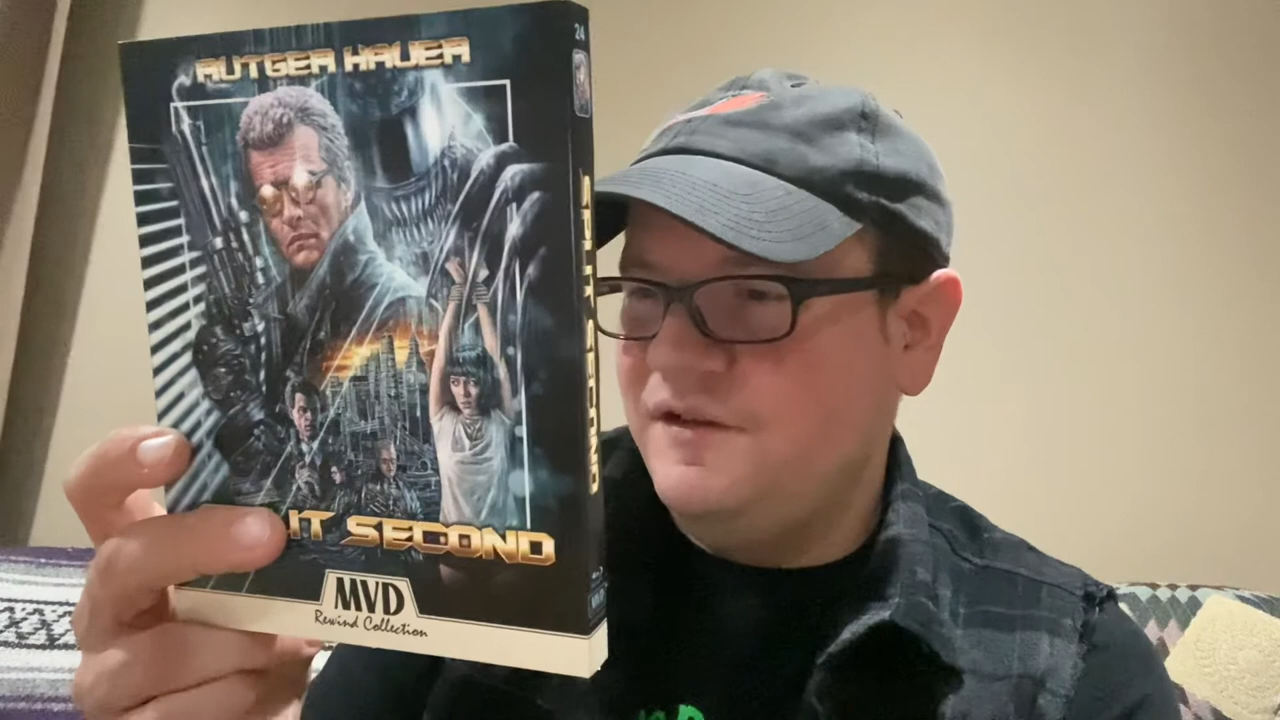 RUTGER HAUER
24
SPLIT SECOND
IT SECOND
MVD
Rewind Collection